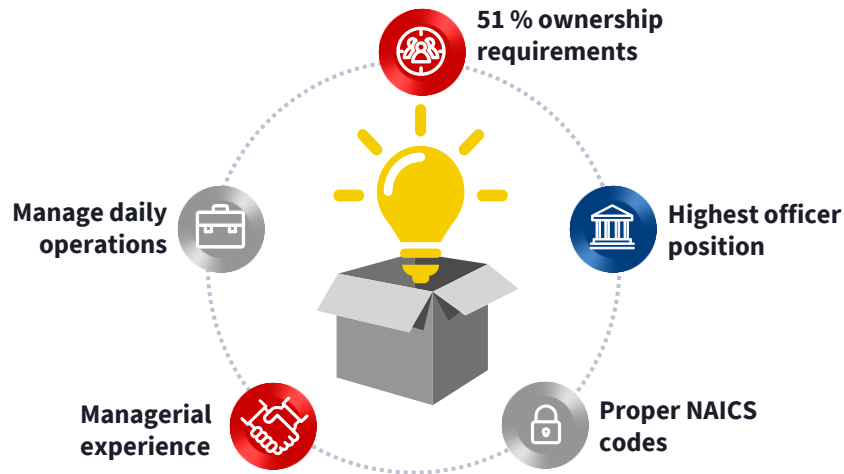 51 % ownership
requirements
Highest officer
position
Proper NAICS
codes
Managerial
experience
Manage daily
operations